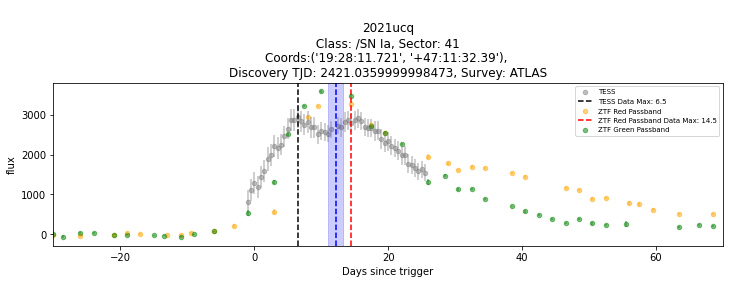 2021ucq
Class: /SN Ia, Sector: 41
Coords:('19:28:11.721', '+47:11:32.39'),
Discovery TJD: 2421.0359999998473, Survey: ATLAS
TESS
TESS Data Max: 6.5
ZTF Red Passband
ZTF Red Passband Data Max: 14.5
ZTF Green Passband
flux
3000
2000
1000
0
−20
0
20
40
60
Days since trigger